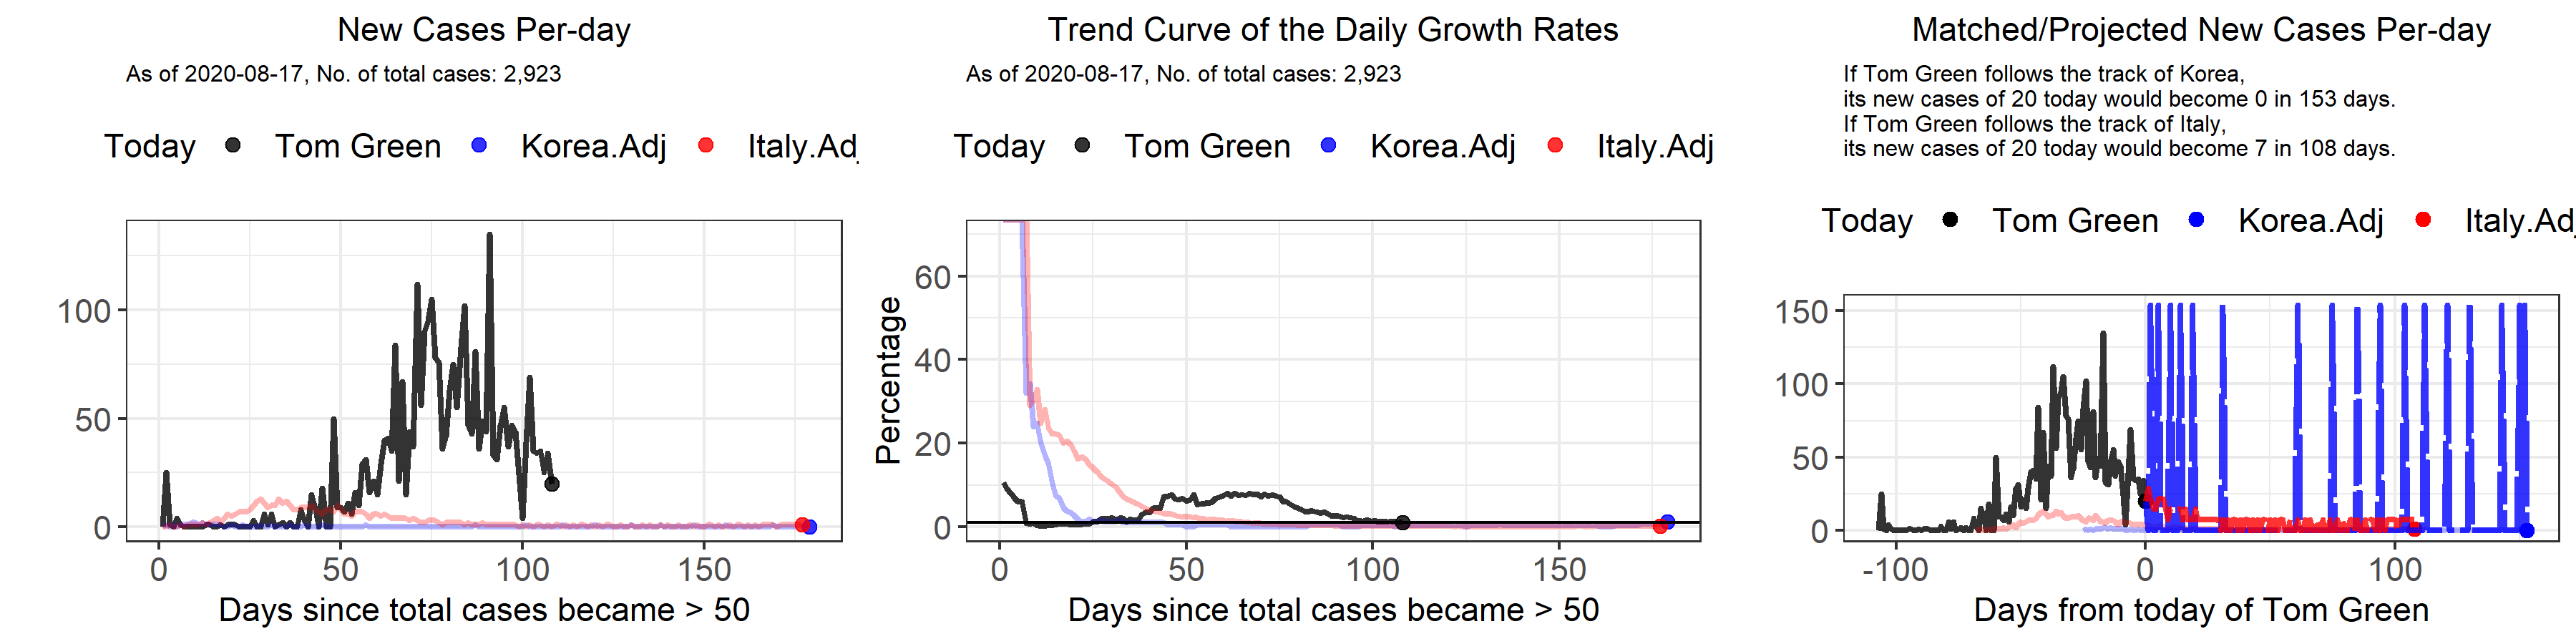 New Cases Per-day
As of 2020-08-17, No. of total cases: 2,923
Today Tom Green Korea.Adj Italy.Ad
100
50
0
0 50 100 150
Days since total cases became > 50
Trend Curve of the Daily Growth Rates
As of 2020-08-17, No. of total cases: 2,923
Today Tom Green Korea.Adj Italy.Adj
Percentage
60
40
20
0
0 50 100 150
Days since total cases became > 50
Matched/Projected New Cases Per-day
If Tom Green follows the track of Korea,
its new cases of 20 today would become 0 in 153 days.
If Tom Green follows the track of Italy,
its new cases of 20 today would become 7 in 108 days.
Today Tom Green Korea.Adj Italy.Adj
150
100
50
0
-100 0 100
Days from today of Tom Green